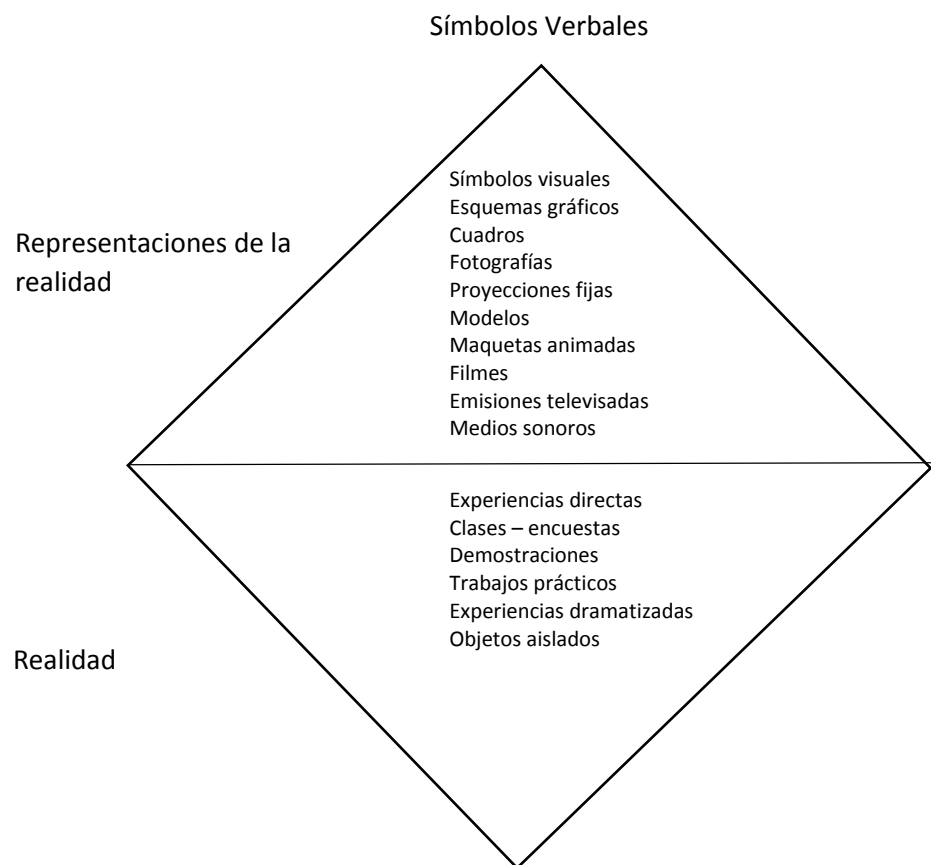 Símbolos Verbales
Símbolos visuales
Esquemas gráficos
Cuadros
Fotografías
Proyecciones fijas
Modelos
Maquetas animadas
Filmes
Emisiones televisadas
Medios sonoros
Representaciones de la
realidad
Experiencias directas
Clases – encuestas
Demostraciones
Trabajos prácticos
Experiencias dramatizadas
Objetos aislados
Realidad